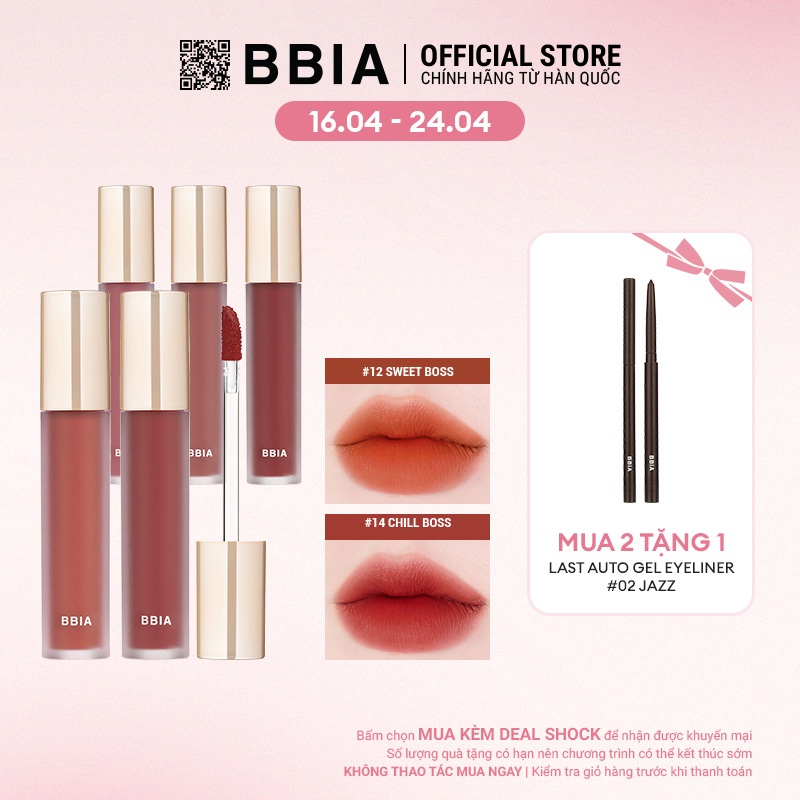 BBIA
OFFICIAL STORE
CHÍNH HÃNG TỪ HÀN QUỐC
16.04 - 24.04
B
BIA
BBIA
BBIA
BBIA
#12 SWEET BOSS
#14 CHILL BOSS
BBIA
BBIA
MUA 2 TẶNG 1
LAST AUTO GEL EYELINER
#02 JAZZ
Bấm chọn MUA KÈM DEAL SHOCK để nhận được khuyến mại
Số lượng quà tặng có hạn nên chương trình có thể kết thúc sớm
KHÔNG THAO TÁC MUA NGAY | Kiểm tra giỏ hàng trước khi thanh toán